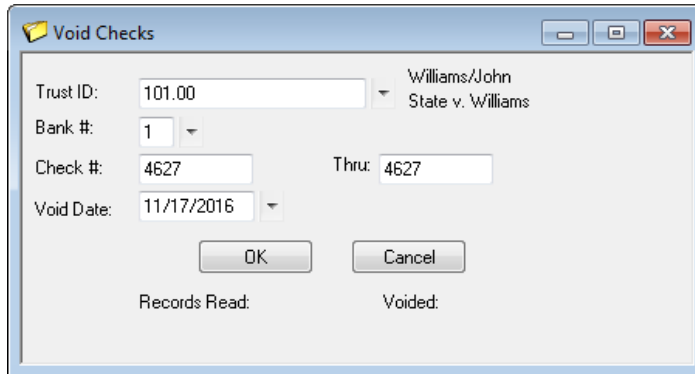 Void Checks
Trust ID: 101.00 Williams/John
State v. Williams
Bank #: 1
Check #: 4627 Thru: 4627
Void Date: 11/17/2016
OK Cancel
Records Read: Voided: